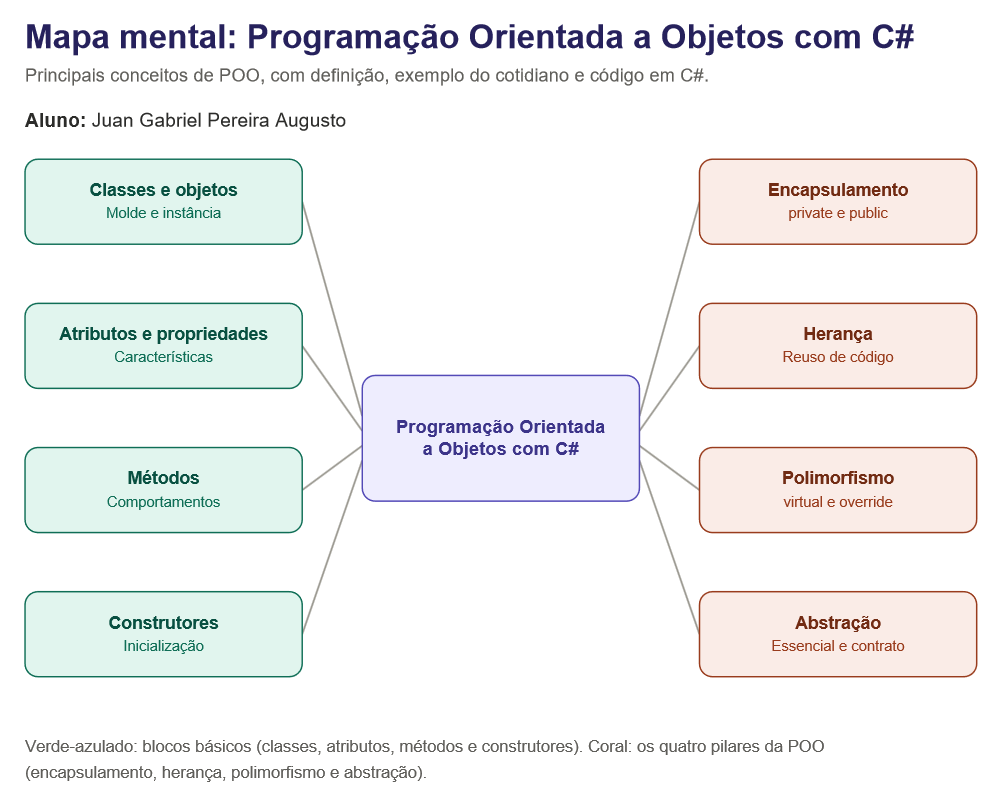 Mapa mental: Programação Orientada a Objetos com C#
Principais conceitos de POO, com definição, exemplo do cotidiano e código em C#.
Aluno: Juan Gabriel Pereira Augusto
Classes e objetos
Molde e instância
Atributos e propriedades
Características
Métodos
Comportamentos
Construtores
Inicialização
Programação Orientada
a Objetos com C#
Encapsulamento
private e public
Herança
Reuso de código
Polimorfismo
virtual e override
Abstração
Essencial e contrato
Verde-azulado: blocos básicos (classes, atributos, métodos e construtores). Coral: os quatro pilares da POO
(encapsulamento, herança, polimorfismo e abstração).